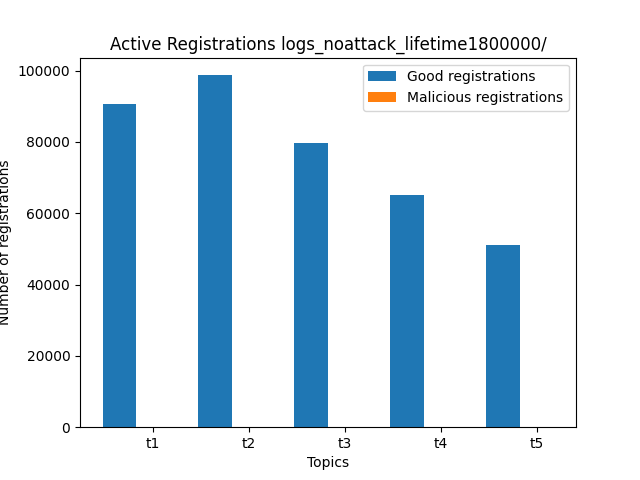 Active Registrations logs_noattack_lifetime1800000/
Good registrations
Malicious registrations
100000
80000
60000
40000
20000
0
Number of registrations
t1 t2 t3 t4 t5
Topics